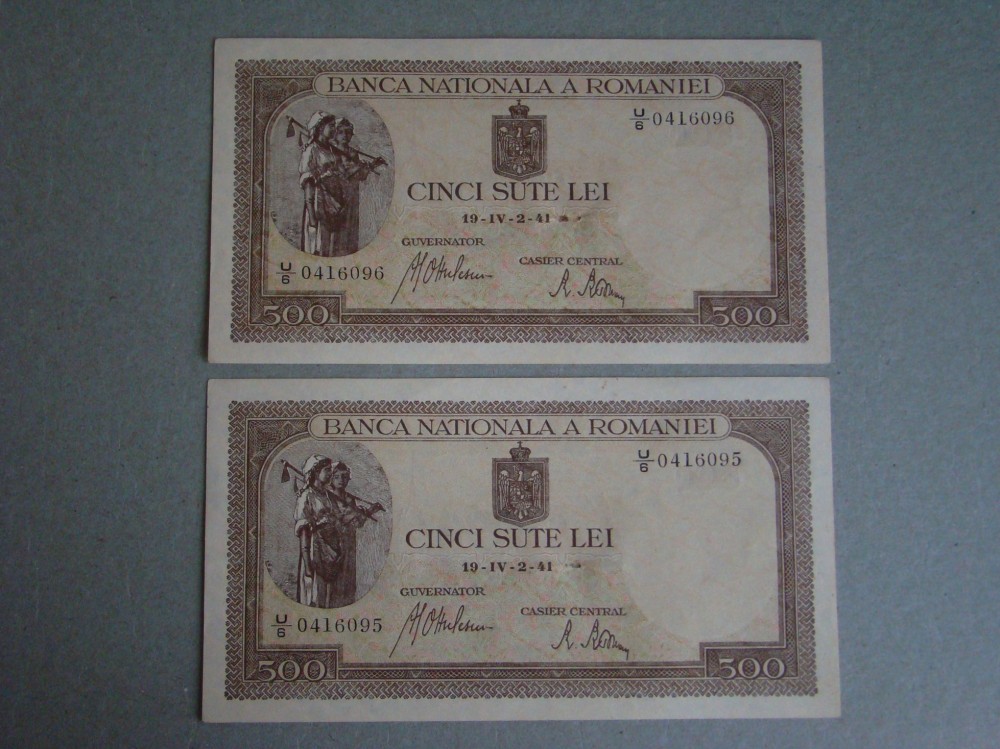 BANCA NATIONALA A ROMANIEI
U/6 0416096
CINCI SUTE LEI
19-IV-2-41
GUVERNATOR
CASIER CENTRAL
U/6 0416096
500 500
BANCA NATIONALA A ROMANIEI
U/6 0416095
CINCI SUTE LEI
19-IV-2-41
GUVERNATOR
CASIER CENTRAL
U/6 0416095
500 500